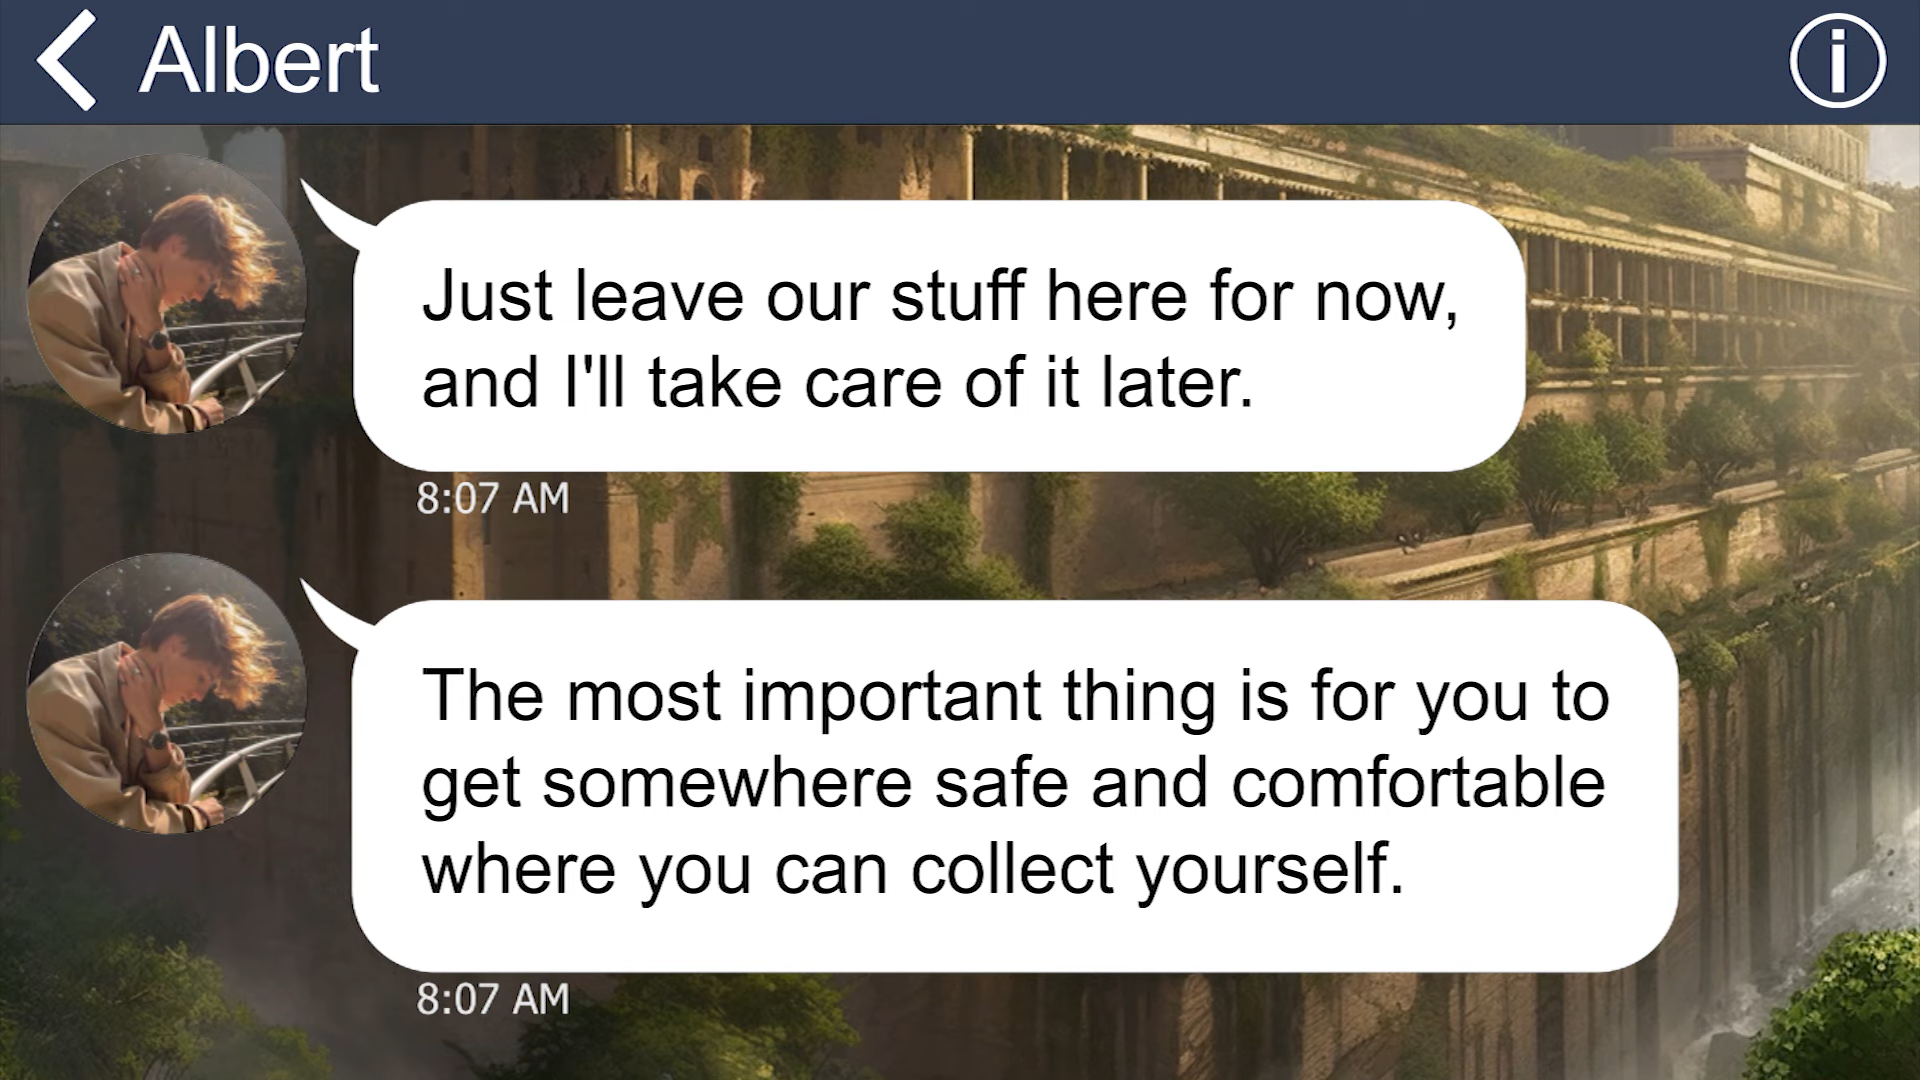 Albert
Just leave our stuff here for now,
and I'll take care of it later.
8:07 AM
The most important thing is for you to
get somewhere safe and comfortable
where you can collect yourself.
8:07 AM